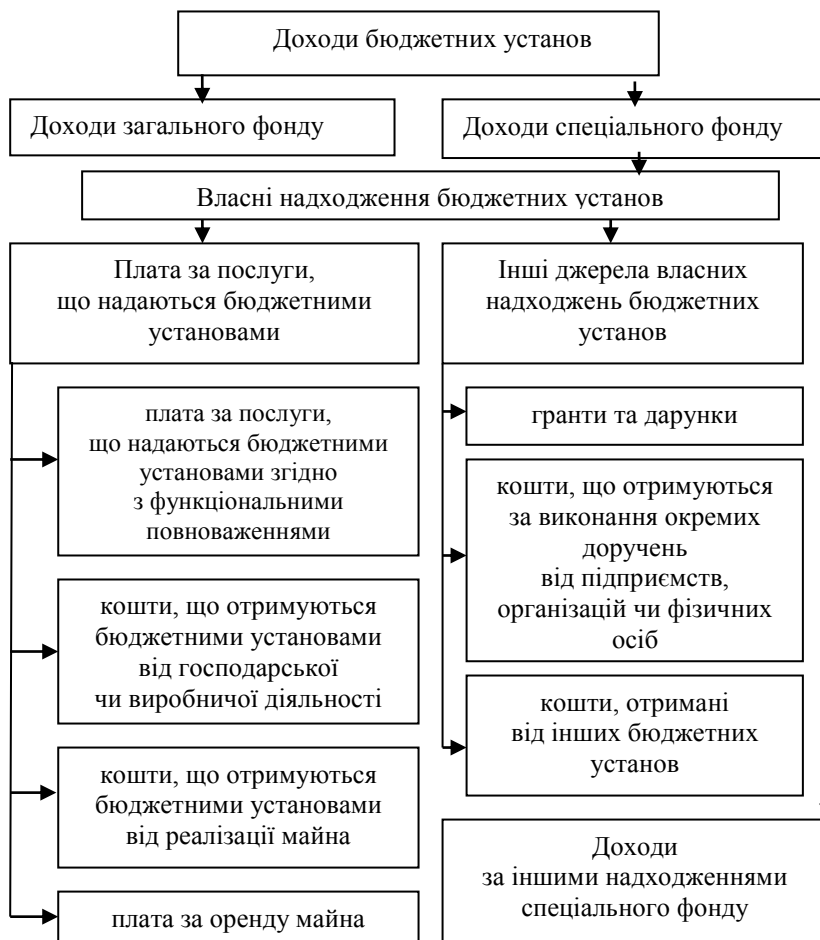 Доходи бюджетних установ
Доходи загального фонду
Доходи спеціального фонду
Власні надходження бюджетних установ
Плата за послуги,
що надаються бюджетними
установами
Інші джерела власних
надходжень бюджетних
установ
плата за послуги,
що надаються бюджетними
установами згідно
з функціональними
повноваженнями
кошти, що отримуються
бюджетними установами
від господарської
чи виробничої діяльності
кошти, що отримуються
бюджетними установами
від реалізації майна
плата за оренду майна
гранти та дарунки
кошти, що отримуються
за виконання окремих
доручень
від підприємств,
організацій чи фізичних
осіб
кошти, отримані
від інших бюджетних
установ
Доходи
за іншими надходженнями
спеціального фонду